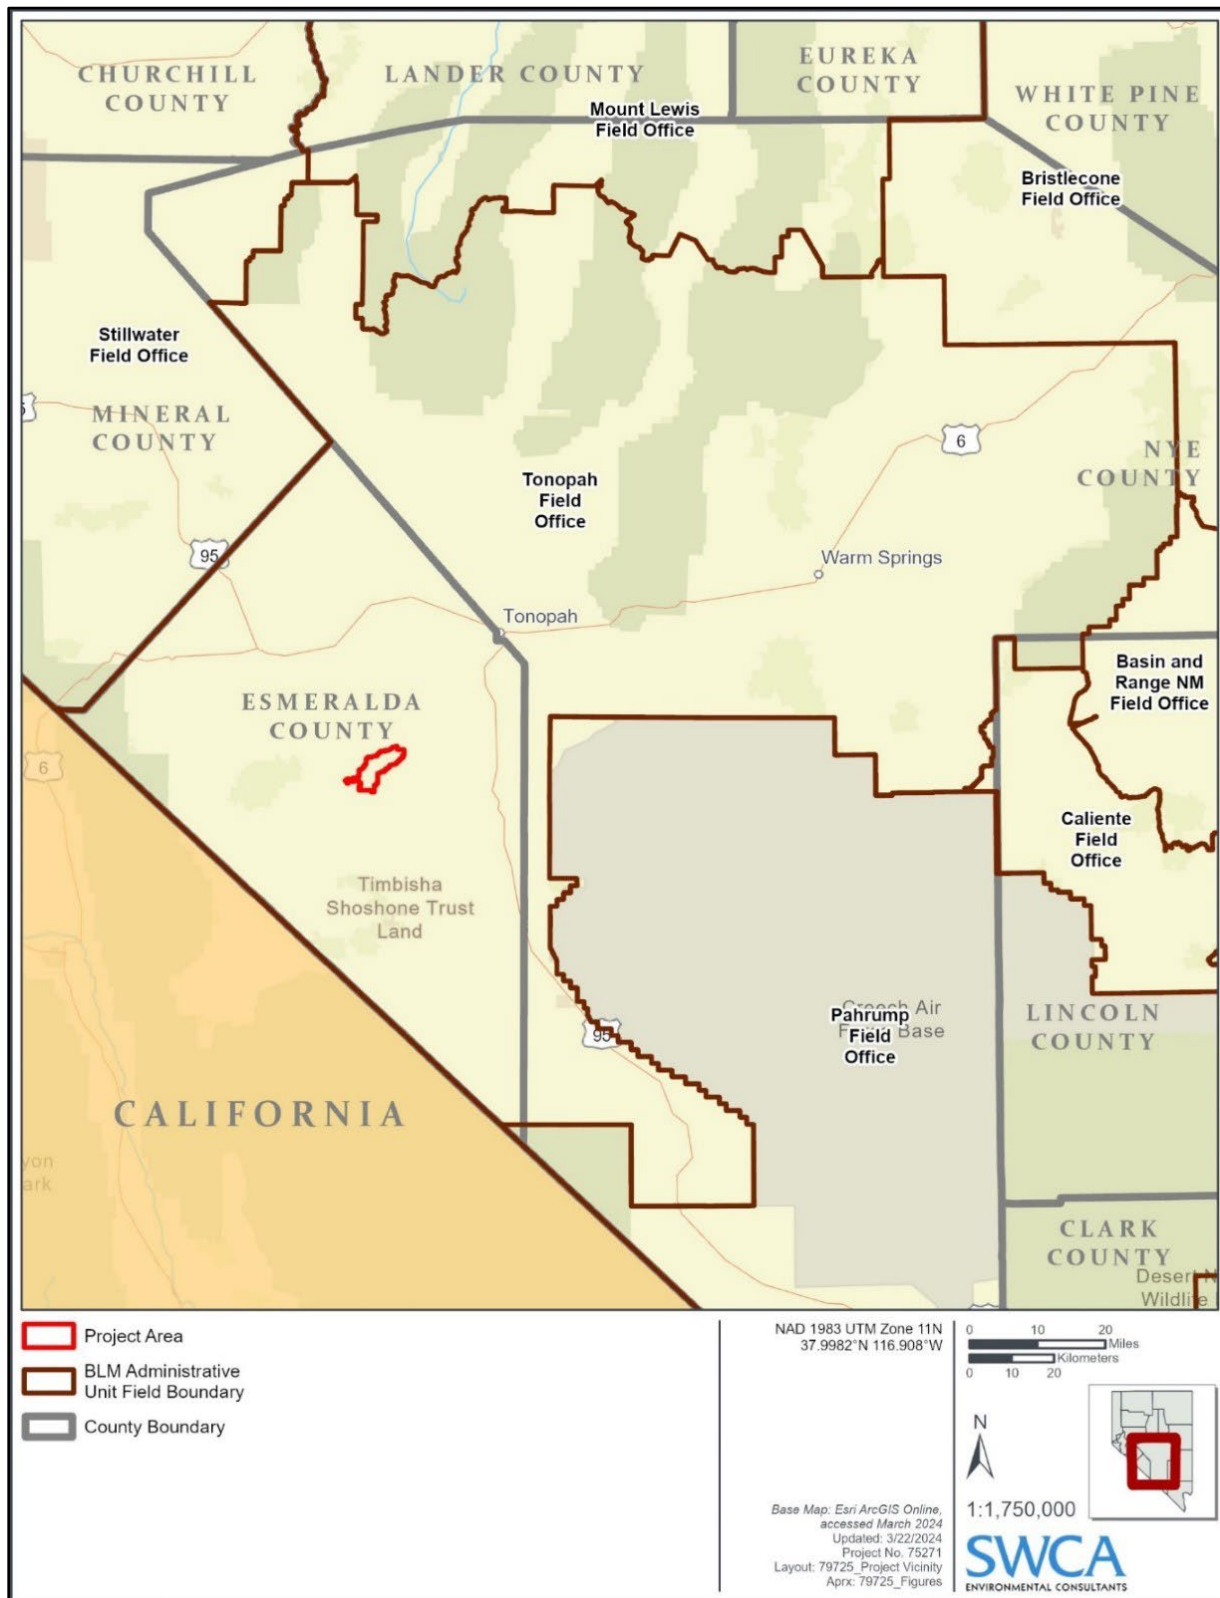 CHURCHILL
COUNTY
LANDER COUNTY
EUREKA
COUNTY
WHITE PINE
COUNTY
Mount Lewis
Field Office
Bristlecone
Field Office
Stillwater
Field Office
MINERAL
COUNTY
6
NYE
COUNTY
Tonopah
Field
Office
95
Warm Springs
Tonopah
ESMERALDA
COUNTY
Basin and
Range NM
Field Office
6
Caliente
Field
Office
Timbisha
Shoshone Trust
Land
Air
Base
Pahrump
Field
Office
95
LINCOLN
COUNTY
CALIFORNIA
CLARK
COUNTY
Desert
Wildlife
Project Area
BLM Administrative
Unit Field Boundary
County Boundary
NAD 1983 UTM Zone 11N
37.9982°N 116.908°W
0 10 20
Miles
Kilometers
0 10 20
N
1:1,750,000
Base Map: Esri ArcGIS Online,
accessed March 2024
Updated: 3/22/2024
Project No. 75271
Layout: 79725_Project Vicinity
Aprx: 79725_Figures
SWCA
ENVIRONMENTAL CONSULTANTS